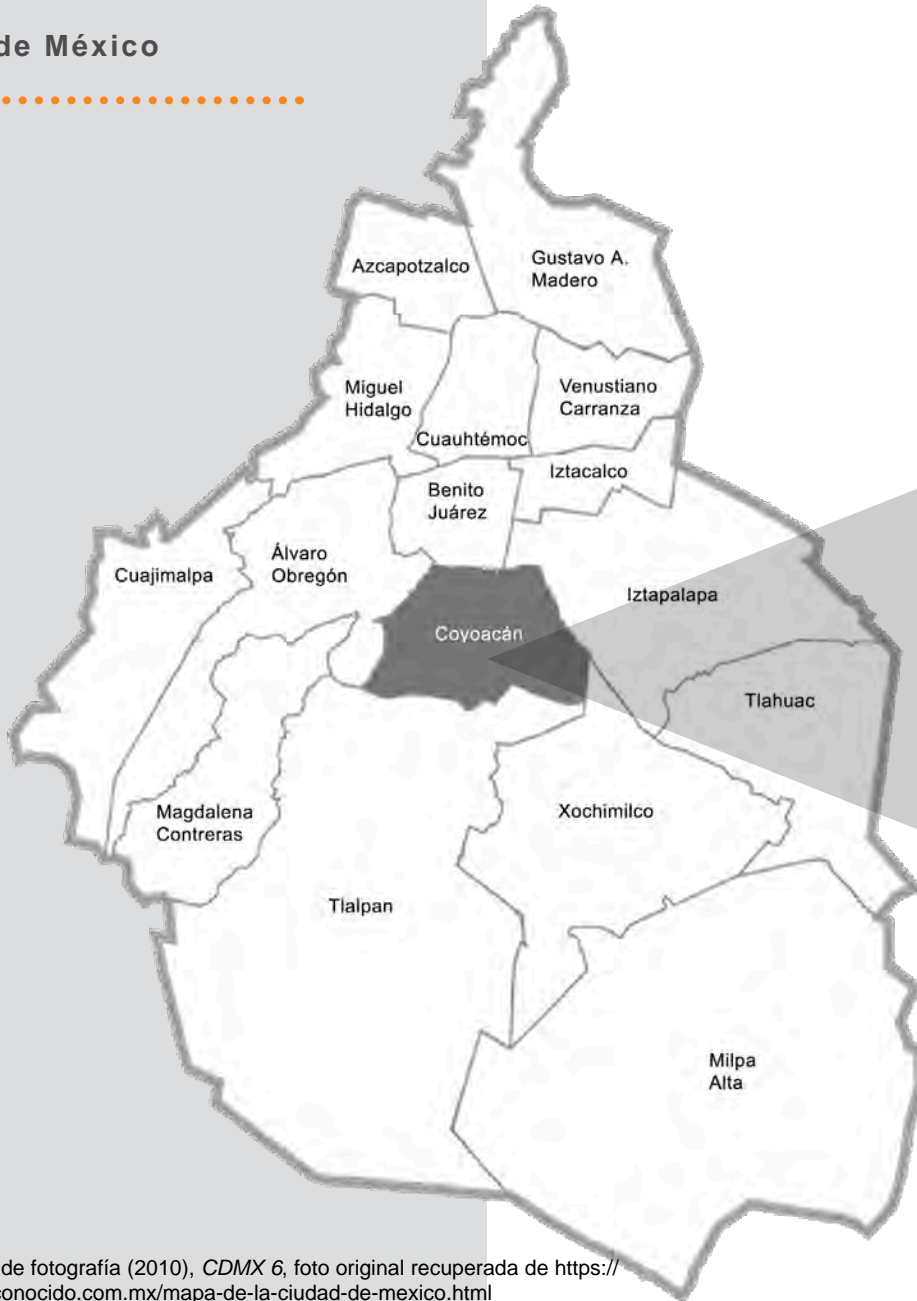 de México
Azcapotzalco
Gustavo A.
Madero
Miguel
Hidalgo
Venustiano
Carranza
Cuauhtémoc
Iztacalco
Benito
Juárez
Álvaro
Obregón
Cuajimalpa
Iztapalapa
Coyoacán
Tlahuac
Magdalena
Contreras
Xochimilco
Tlalpan
Milpa
Alta
de fotografía (2010), CDMX 6, foto original recuperada de https://
conocido.com.mx/mapa-de-la-ciudad-de-mexico.html